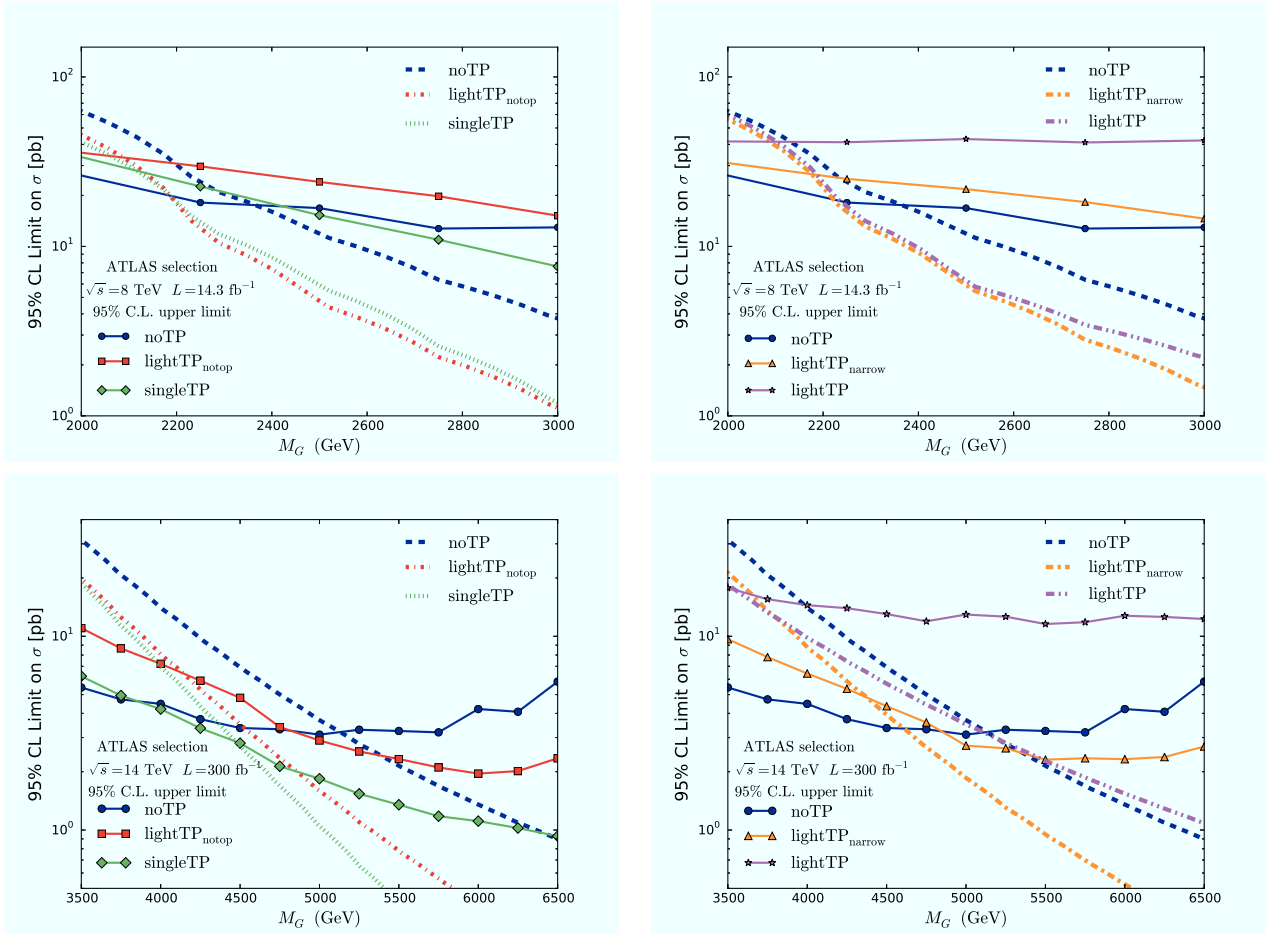 noTP
lightTP_notop
singleTP
10²
10¹
10⁰
95% CL Limit on σ [pb]
ATLAS selection
√s =8 TeV L=14.3 fb⁻¹
95% C.L. upper limit
noTP
lightTP_notop
singleTP
2000 2200 2400 2600 2800 3000
M_G (GeV)
noTP
lightTP_narrow
lightTP
10²
10¹
10⁰
95% CL Limit on σ [pb]
ATLAS selection
√s =8 TeV L=14.3 fb⁻¹
95% C.L. upper limit
noTP
lightTP_narrow
lightTP
2000 2200 2400 2600 2800 3000
M_G (GeV)
noTP
lightTP_notop
singleTP
10¹
10⁰
95% CL Limit on σ [pb]
ATLAS selection
√s =14 TeV L=300 fb⁻¹
95% C.L. upper limit
noTP
lightTP_notop
singleTP
3500 4000 4500 5000 5500 6000 6500
M_G (GeV)
noTP
lightTP_narrow
lightTP
10¹
10⁰
95% CL Limit on σ [pb]
ATLAS selection
√s =14 TeV L=300 fb⁻¹
95% C.L. upper limit
noTP
lightTP_narrow
lightTP
3500 4000 4500 5000 5500 6000 6500
M_G (GeV)